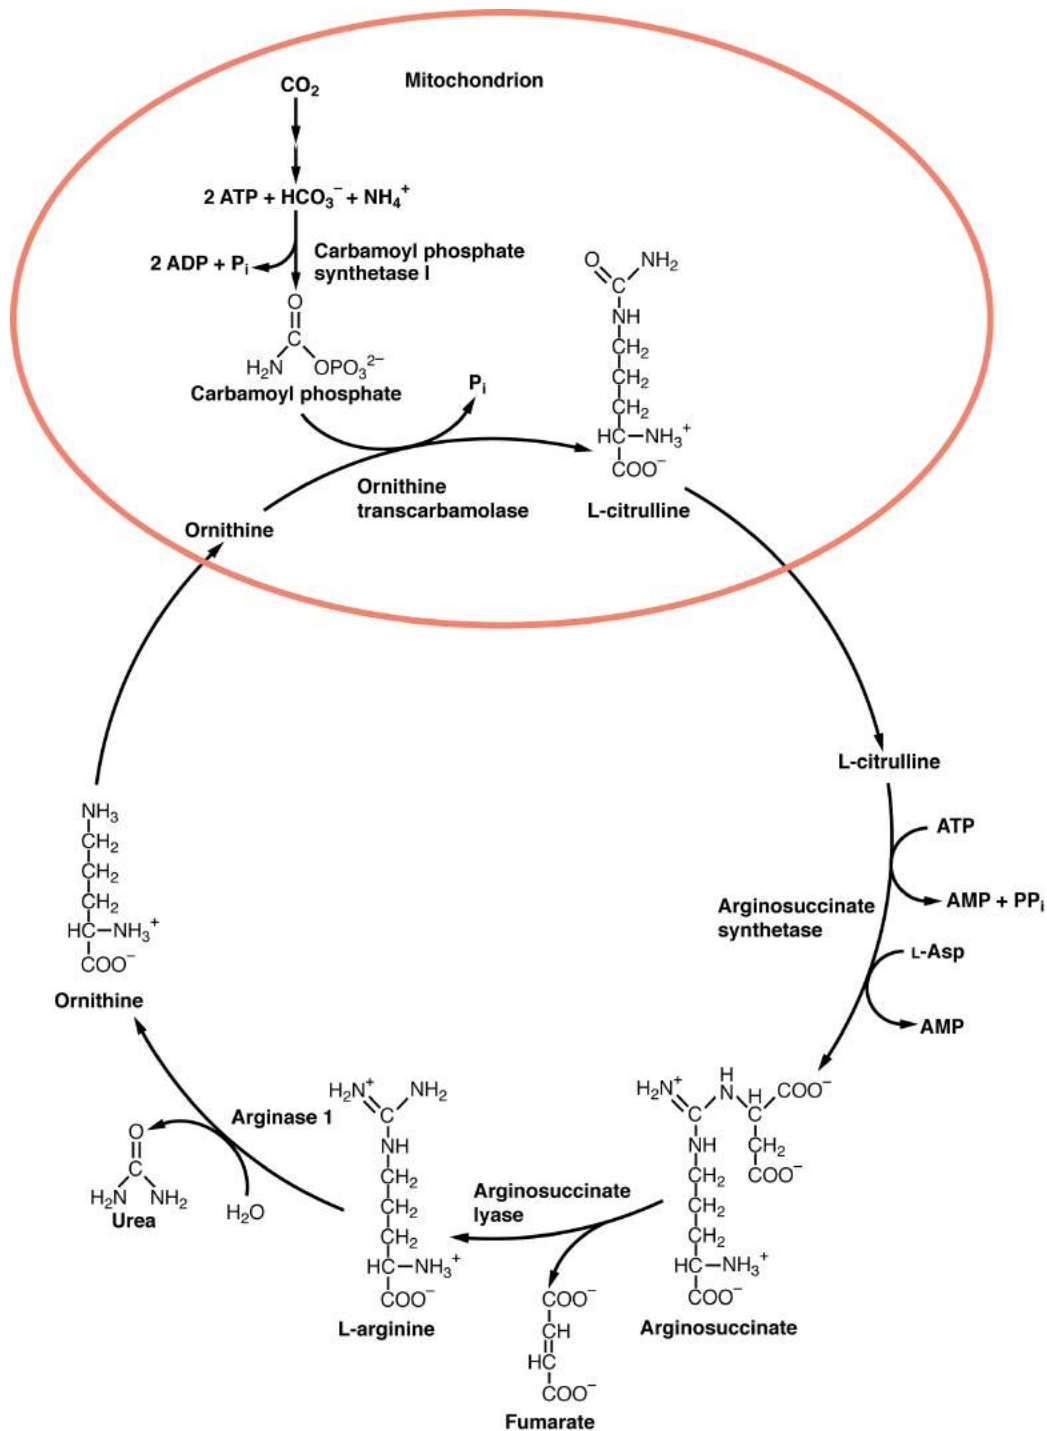 Mitochondrion
CO₂
2 ATP + HCO₃⁻ + NH₄⁺
2 ADP + Pᵢ
Carbamoyl phosphate
synthetase I
O
C
H₂N
OPO₃²⁻
Carbamoyl phosphate
Pᵢ
O
NH₂
C
NH
CH₂
CH₂
CH₂
HC–NH₃⁺
COO⁻
L-citrulline
Ornithine
transcarbamolase
Ornithine
L-citrulline
ATP
AMP + PPᵢ
Arginosuccinate
synthetase
L-Asp
AMP
NH₃
CH₂
CH₂
CH₂
HC–NH₃⁺
COO⁻
Ornithine
H₂N⁺
H
N
H
C
COO⁻
C
NH
CH₂
COO⁻
CH₂
CH₂
CH₂
HC–NH₃⁺
COO⁻
Arginosuccinate
Arginosuccinate
lyase
COO⁻
CH
HC
COO⁻
Fumarate
H₂N⁺
NH₂
C
NH
CH₂
CH₂
CH₂
HC–NH₃⁺
COO⁻
L-arginine
Arginase 1
H₂O
O
C
H₂N
NH₂
Urea